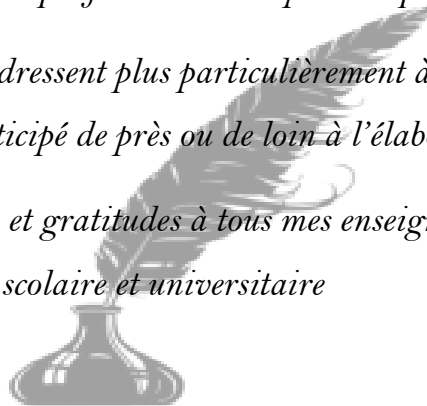 dressent plus particulièrement à
ticipé de près ou de loin à l’élab
et gratitudes à tous mes enseig
scolaire et universitaire